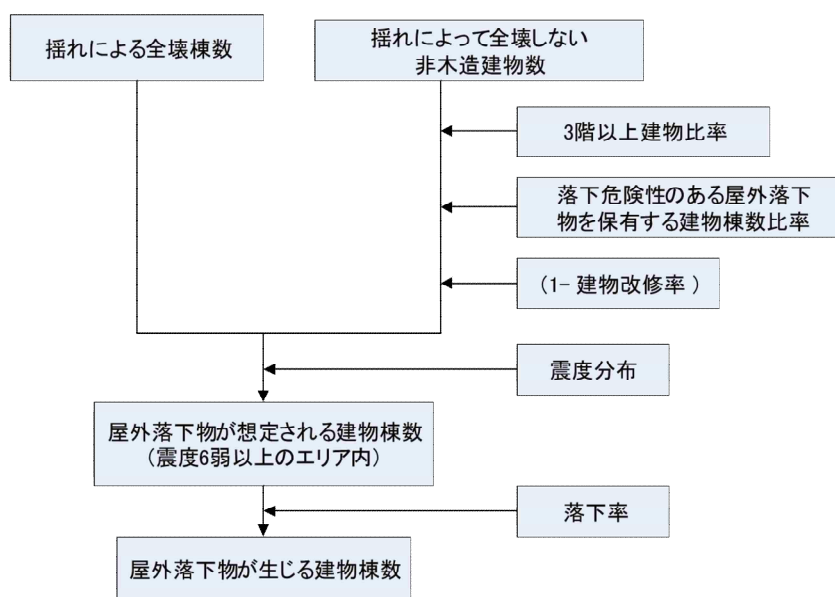 揺れによる全壊棟数
揺れによって全壊しない
非木造建物数
3階以上建物比率
落下危険性のある屋外落下
物を保有する建物棟数比率
(1- 建物改修率 )
震度分布
屋外落下物が想定される建物棟数
(震度6弱以上のエリア内)
落下率
屋外落下物が生じる建物棟数